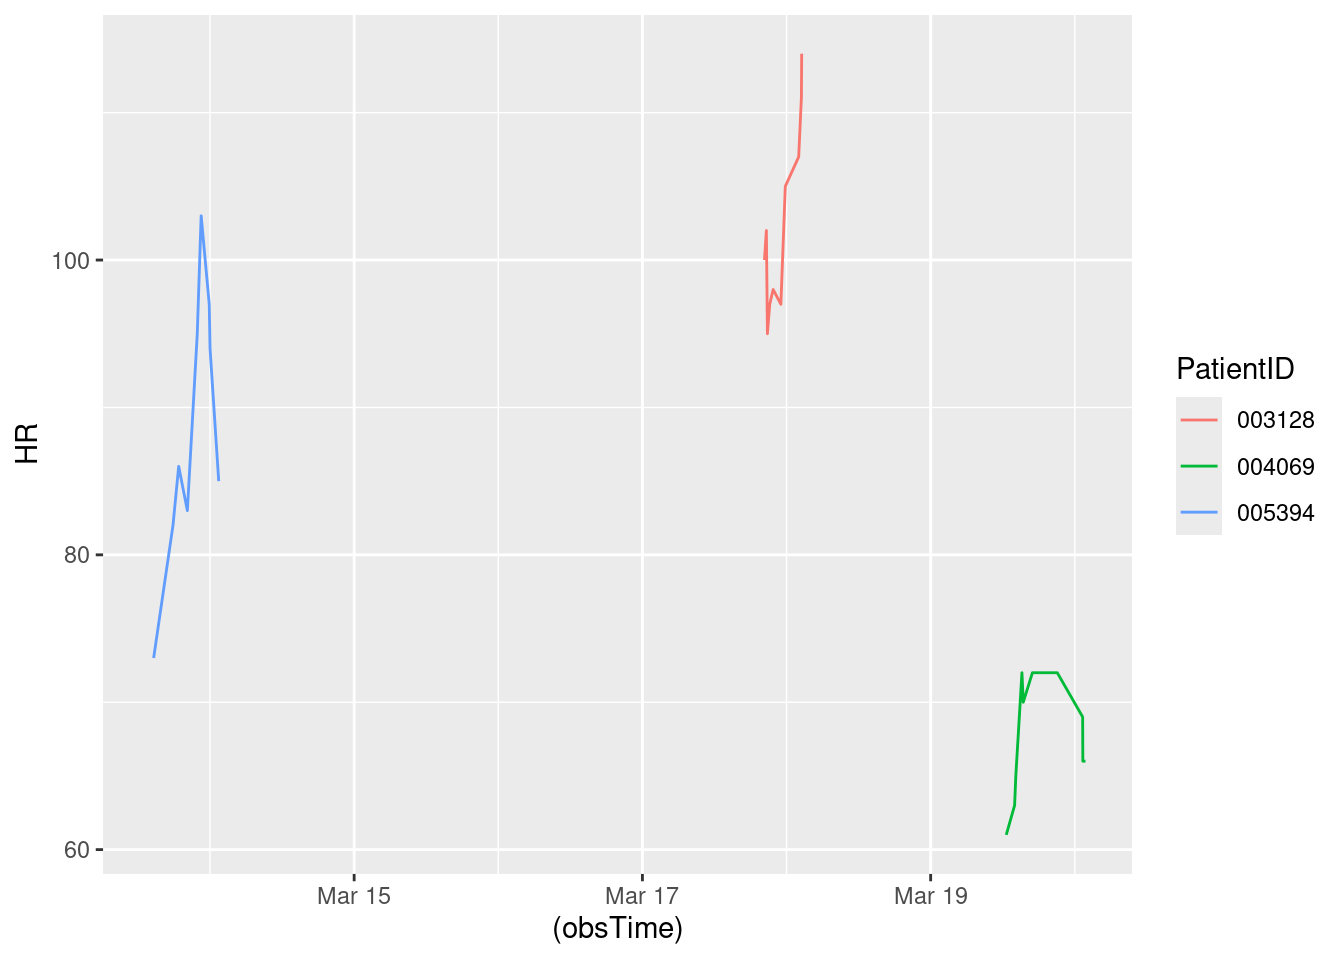 HR
100
80
60
Mar 15
Mar 17
Mar 19
(obsTime)
PatientID
003128
004069
005394